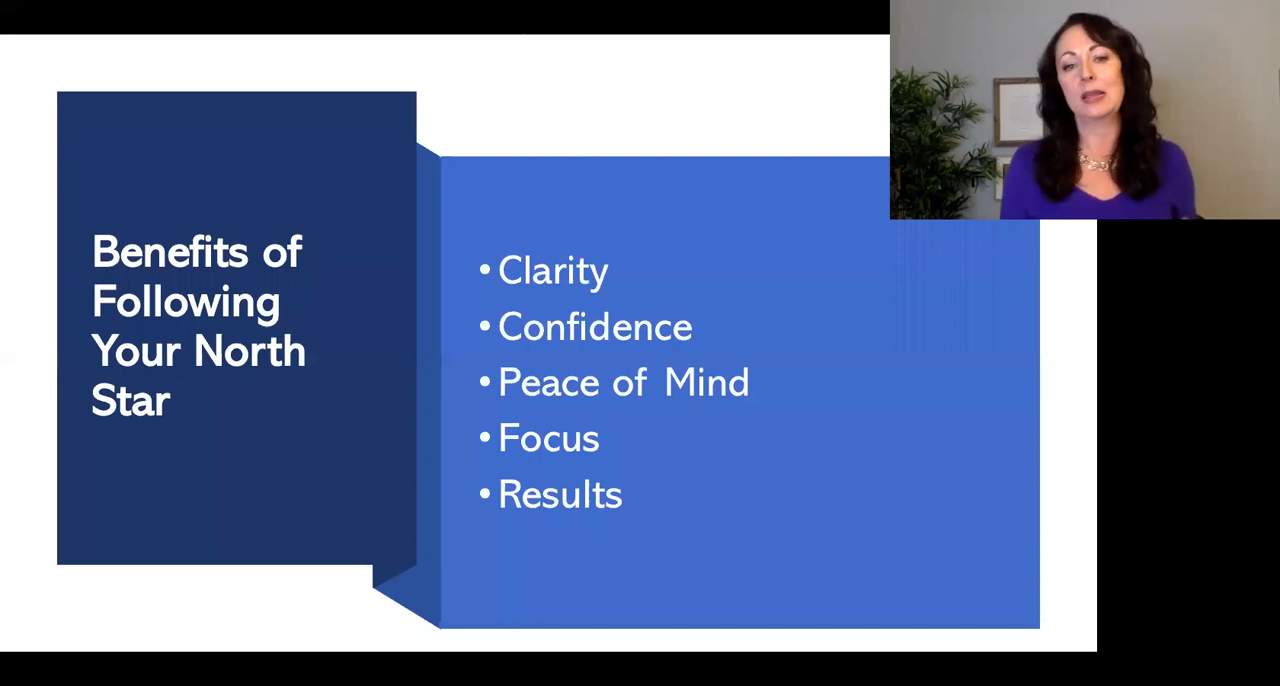 Benefits of
Following
Your North
Star
• Clarity
• Confidence
• Peace of Mind
• Focus
• Results